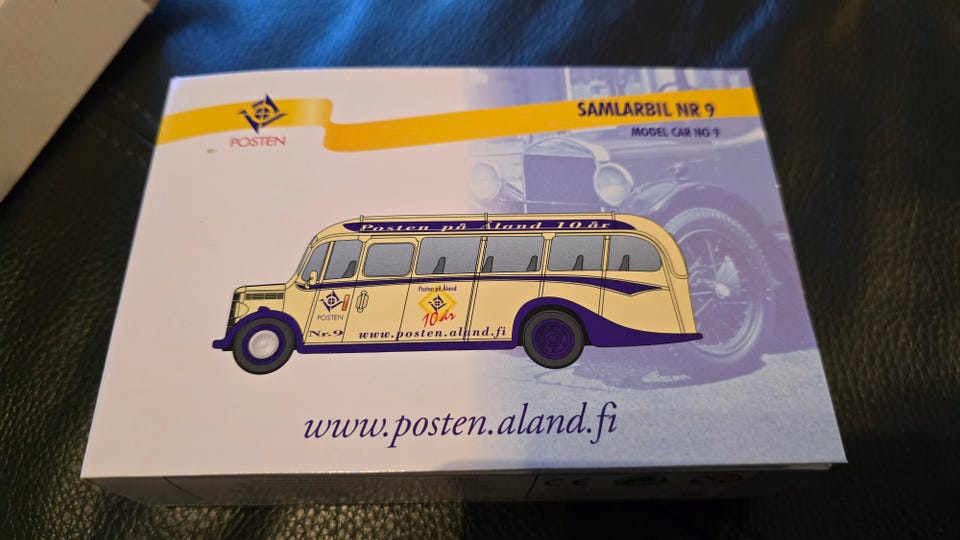 POSTEN
SAMLARBIL NR 9
MODEL CAR NO 9
Posten på Åland 10 år
Posten på Åland
10 år
POSTEN
Nr.9
www.posten.aland.fi
www.posten.aland.fi
CE